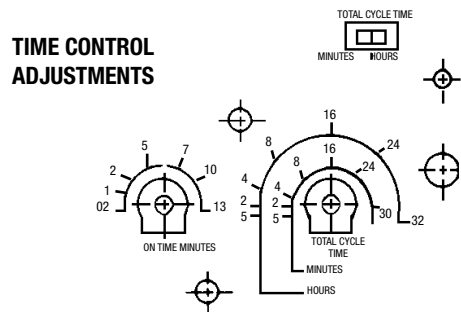 TOTAL CYCLE TIME
MINUTES HOURS
TIME CONTROL
ADJUSTMENTS
02 1 2 5 7 10 13
ON TIME MINUTES
5 2 4 8 16 24 32
5 2 4 8 16 24 30
TOTAL CYCLE
TIME
MINUTES
HOURS